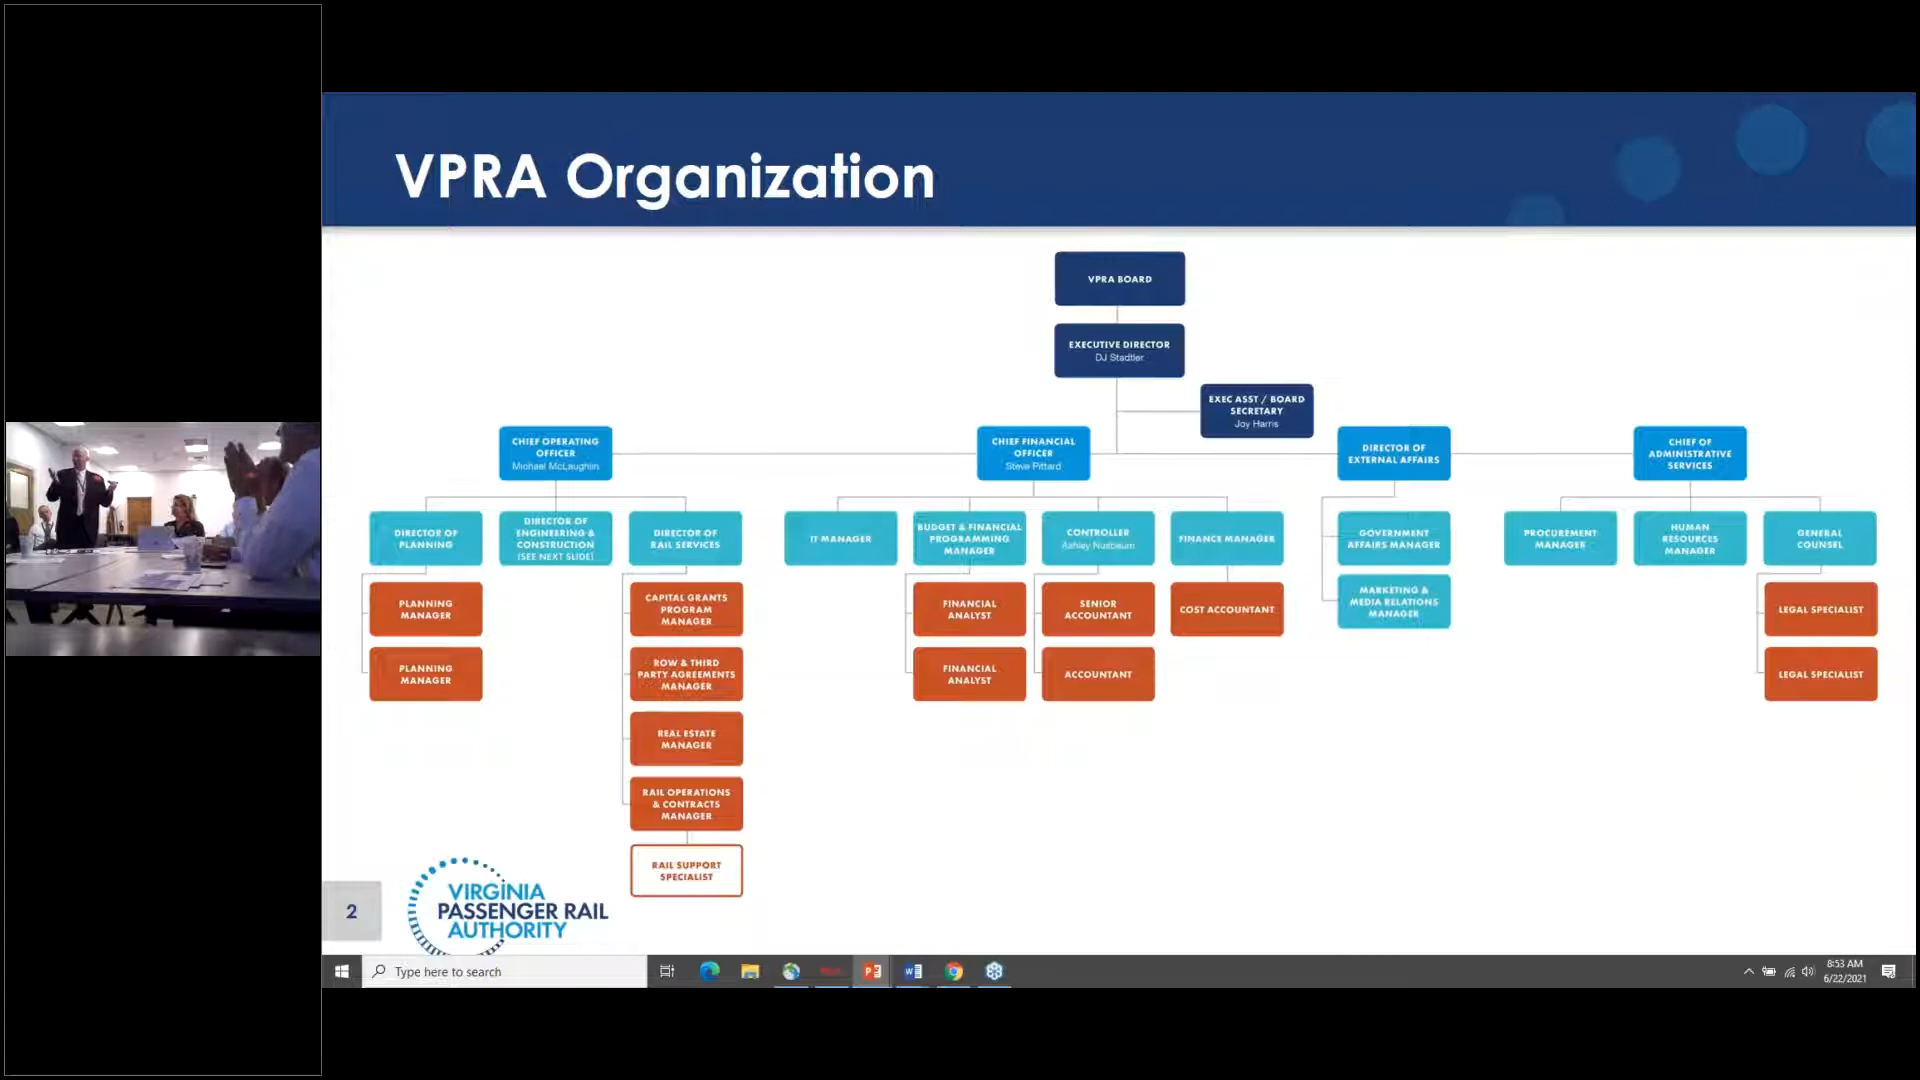 VPRA Organization
VPRA BOARD
EXECUTIVE DIRECTOR
DJ Stadtler
EXEC ASST / BOARD
SECRETARY
Joy Harris
CHIEF OPERATING
OFFICER
Michael McLaughlin
CHIEF FINANCIAL
OFFICER
Steve Pittard
DIRECTOR OF
EXTERNAL AFFAIRS
CHIEF OF
ADMINISTRATIVE
SERVICES
DIRECTOR OF
PLANNING
DIRECTOR OF
ENGINEERING &
CONSTRUCTION
(SEE NEXT SLIDE)
DIRECTOR OF
RAIL SERVICES
IT MANAGER
BUDGET & FINANCIAL
PROGRAMMING
MANAGER
CONTROLLER
Ashley Nusbaum
FINANCE MANAGER
GOVERNMENT
AFFAIRS MANAGER
PROCUREMENT
MANAGER
HUMAN
RESOURCES
MANAGER
GENERAL
COUNSEL
PLANNING
MANAGER
CAPITAL GRANTS
PROGRAM
MANAGER
FINANCIAL
ANALYST
SENIOR
ACCOUNTANT
COST ACCOUNTANT
MARKETING &
MEDIA RELATIONS
MANAGER
LEGAL SPECIALIST
PLANNING
MANAGER
ROW & THIRD
PARTY AGREEMENTS
MANAGER
FINANCIAL
ANALYST
ACCOUNTANT
LEGAL SPECIALIST
REAL ESTATE
MANAGER
RAIL OPERATIONS
& CONTRACTS
MANAGER
RAIL SUPPORT
SPECIALIST
2
VIRGINIA
PASSENGER RAIL
AUTHORITY
Type here to search
8:53 AM
6/22/2021